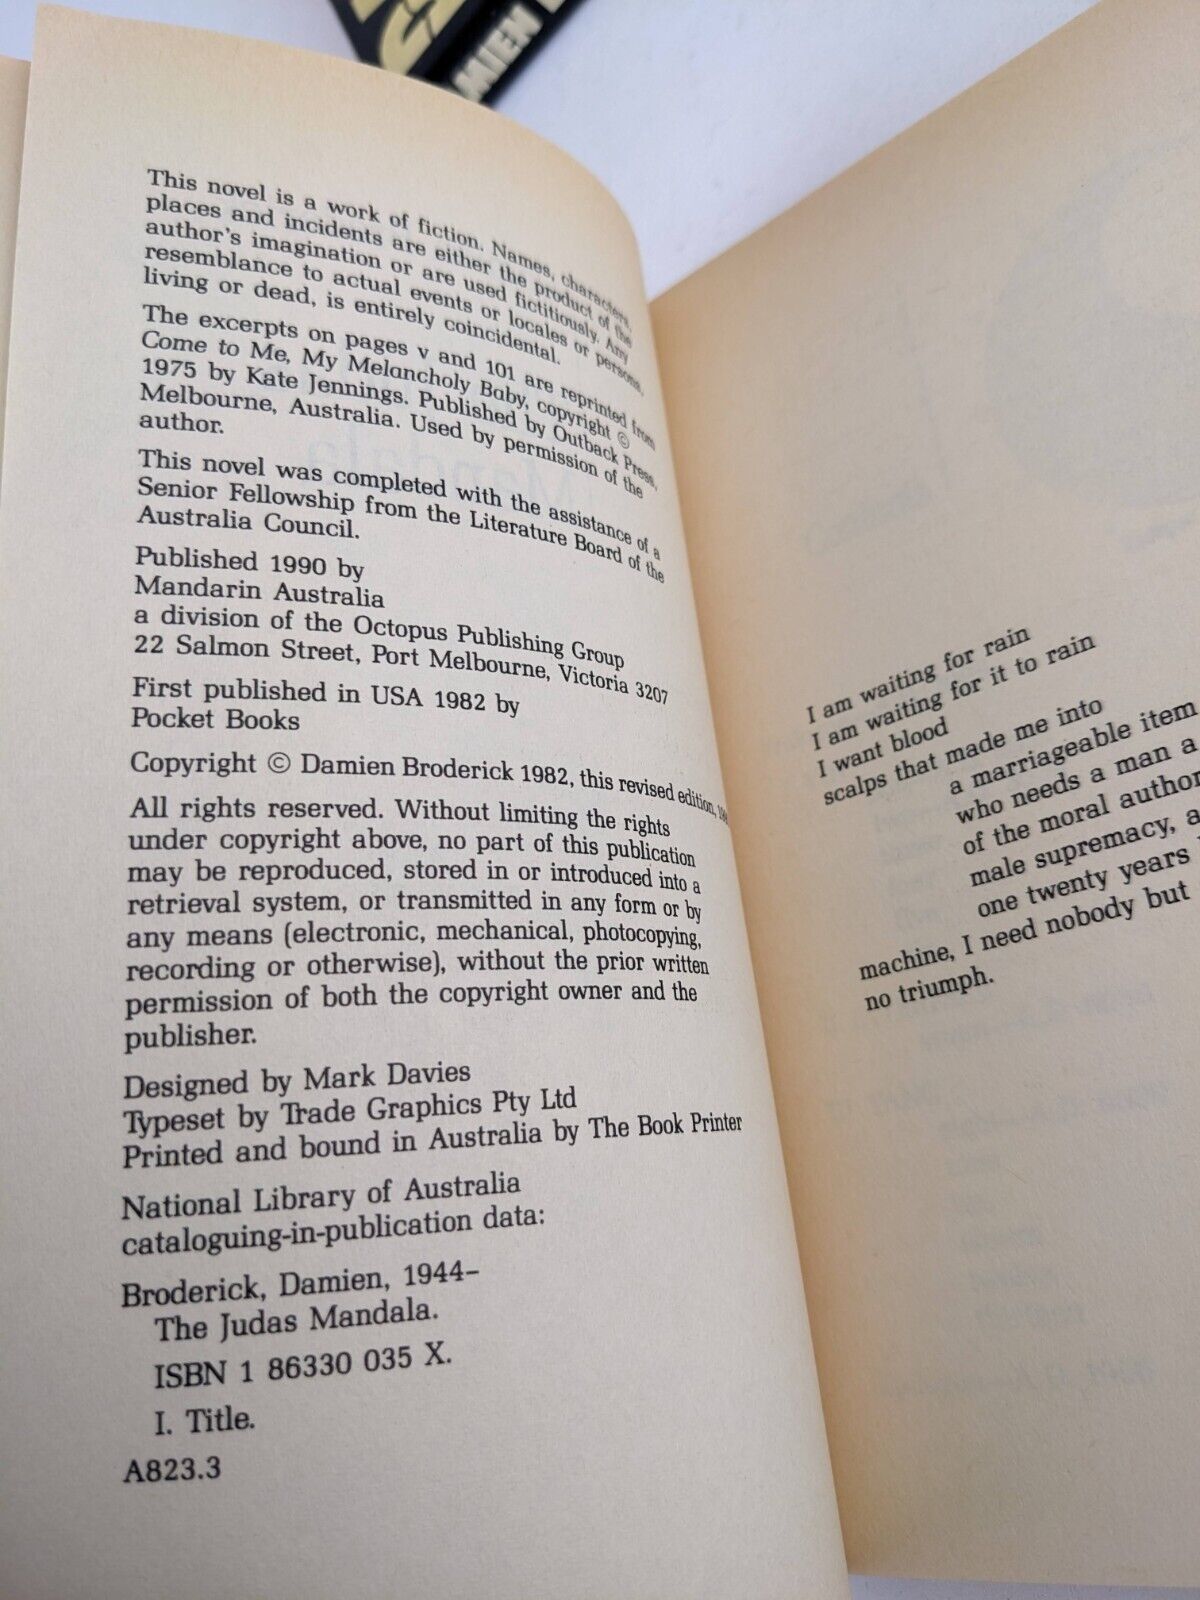 MIEN
This novel is a work of fiction. Names, characters,
places and incidents are either the product of the
author's imagination or are used fictitiously. Any
resemblance to actual events or locales or persons,
living or dead, is entirely coincidental.
The excerpts on pages v and 101 are reprinted from
Come to Me, My Melancholy Baby, copyright ©
1975 by Kate Jennings. Published by Outback Press,
Melbourne, Australia. Used by permission of the
author.
This novel was completed with the assistance of a
Senior Fellowship from the Literature Board of the
Australia Council.
Published 1990 by
Mandarin Australia
a division of the Octopus Publishing Group
22 Salmon Street, Port Melbourne, Victoria 3207
First published in USA 1982 by
Pocket Books
Copyright © Damien Broderick 1982, this revised edition,
All rights reserved. Without limiting the rights
under copyright above, no part of this publication
may be reproduced, stored in or introduced into a
retrieval system, or transmitted in any form or by
any means (electronic, mechanical, photocopying,
recording or otherwise), without the prior written
permission of both the copyright owner and the
publisher.
Designed by Mark Davies
Typeset by Trade Graphics Pty Ltd
Printed and bound in Australia by The Book Printer
National Library of Australia
cataloguing-in-publication data:
Broderick, Damien, 1944–
The Judas Mandala.
ISBN 1 86330 035 X.
I. Title.
A823.3
I am waiting for rain
I am waiting for it to rain
I want blood
scalps that made me into
a marriageable item
who needs a man a
of the moral author
male supremacy, a
one twenty years
machine, I need nobody but
no triumph.